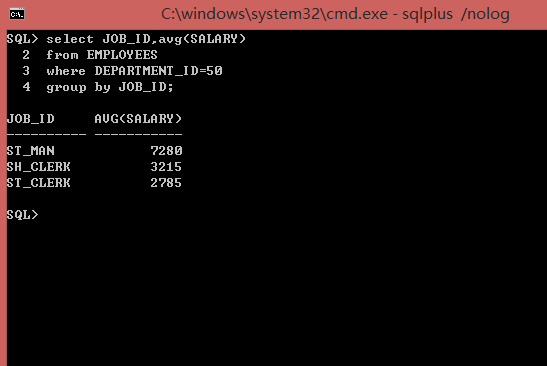 C:\windows\system32\cmd.exe - sqlplus /nolog
SQL> select JOB_ID,avg(SALARY)
2 from EMPLOYEES
3 where DEPARTMENT_ID=50
4 group by JOB_ID;
JOB_ID AVG(SALARY)
---------- -----------
ST_MAN 7280
SH_CLERK 3215
ST_CLERK 2785
SQL>